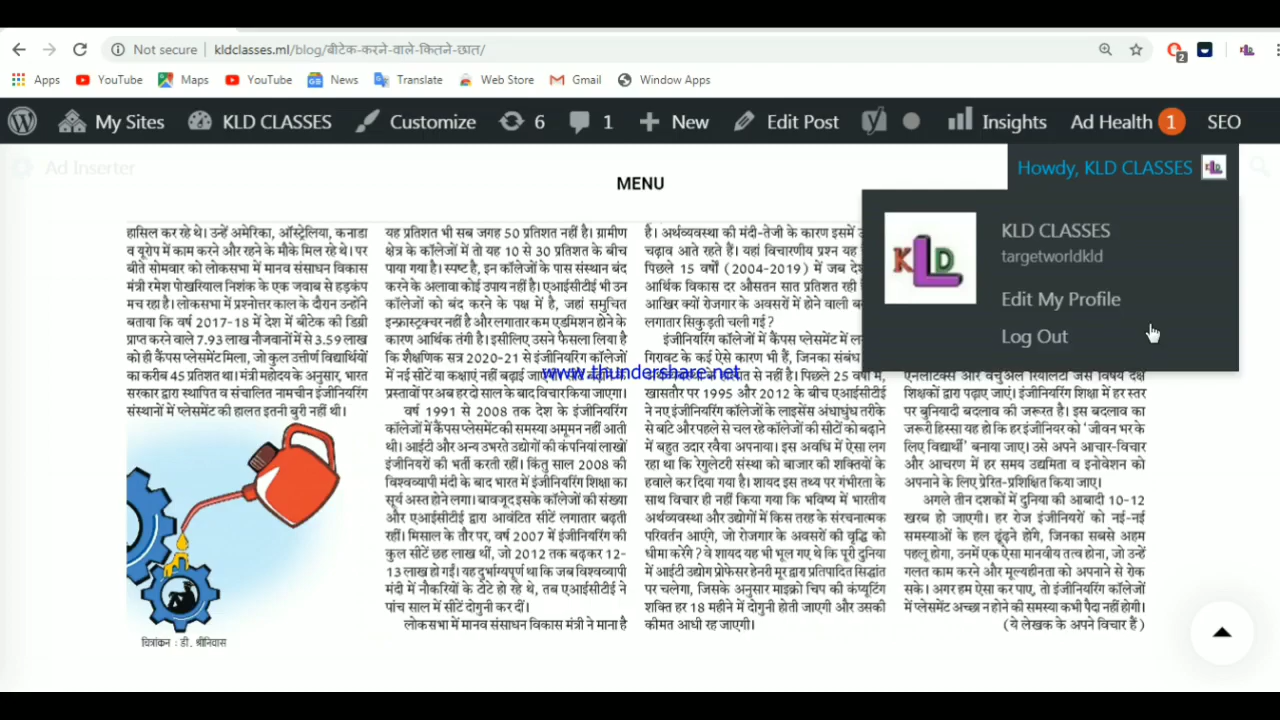 Not secure kldclasses.ml/blog/बीटेक-करने-वाले-कितने-छात/
Apps YouTube Maps YouTube News Translate Web Store Gmail Window Apps
2
My Sites KLD CLASSES Customize 6 1 New Edit Post Insights Ad Health 1 SEO
Ad Inserter
Howdy, KLD CLASSES
MENU
KLD
KLD CLASSES
targetworldkld
Edit My Profile
Log Out
हासिल कर रहे थे। उन्हें अमेरिका, ऑस्ट्रेलिया, कनाडा
व यूरोप में काम करने और रहने के मौके मिल रहे थे। पर
बीते सोमवार को लोकसभा में मानव संसाधन विकास
मंत्री रमेश पोखरियाल निशंक के एक जवाब से हड़कंप
मच रहा है। लोकसभा में प्रश्नोत्तर काल के दौरान उन्होंने
बताया कि वर्ष 2017-18 में देश में बीटेक की डिग्री
प्राप्त करने वाले 7.93 लाख नौजवानों में से 3.59 लाख
को ही कैंपस प्लेसमेंट मिला, जो कुल उत्तीर्ण विद्यार्थियों
का करीब 45 प्रतिशत था। मंत्री महोदय के अनुसार, भारत
सरकार द्वारा स्थापित व संचालित नामचीन इंजीनियरिंग
संस्थानों में प्लेसमेंट की हालत इतनी बुरी नहीं थी।
चित्रांकन : डी. श्रीनिवास
यह प्रतिशत भी सब जगह 50 प्रतिशत नहीं है। ग्रामीण
क्षेत्र के कॉलेजों में तो यह 10 से 30 प्रतिशत के बीच
पाया गया है। स्पष्ट है, इन कॉलेजों के पास संस्थान बंद
करने के अलावा कोई उपाय नहीं है। एआईसीटीई भी उन
कॉलेजों को बंद करने के पक्ष में है, जहां समुचित
इन्फ्रास्ट्रक्चर नहीं है और लगातार कम एडमिशन होने के
कारण आर्थिक तंगी है। इसीलिए उसने फैसला लिया है
कि शैक्षणिक सत्र 2020-21 से इंजीनियरिंग कॉलेजों
में नई सीटें या कक्षाएं नहीं बढ़ाई
www.thundershare.net
प्रस्तावों पर अब हर दो साल के बाद विचार किया जाएगा।
वर्ष 1991 से 2008 तक देश के इंजीनियरिंग
कॉलेजों में कैंपस प्लेसमेंट की समस्या अमूमन नहीं आती
थी। आईटी और अन्य उभरते उद्योगों की कंपनियां लाखों
इंजीनियरों की भर्ती करती रहीं। किंतु साल 2008 की
विश्वव्यापी मंदी के बाद भारत में इंजीनियरिंग शिक्षा का
सूर्य अस्त होने लगा। बावजूद इसके कॉलेजों की संख्या
और एआईसीटीई द्वारा आवंटित सीटें लगातार बढ़ती
रहीं। मिसाल के तौर पर, वर्ष 2007 में इंजीनियरिंग की
कुल सीटें छह लाख थीं, जो 2012 तक बढ़कर 12-
13 लाख हो गईं। यह दुर्भाग्यपूर्ण था कि जब विश्वव्यापी
मंदी में नौकरियों के टोटे हो रहे थे, तब एआईसीटीई ने
पांच साल में सीटें दोगुनी कर दीं।
लोकसभा में मानव संसाधन विकास मंत्री ने माना है
है। अर्थव्यवस्था की मंदी-तेजी के कारण इसमें
चढ़ाव आते रहते हैं। यहां विचारणीय प्रश्न यह
पिछले 15 वर्षों (2004-2019) में जब
आर्थिक विकास दर औसतन सात प्रतिशत रही
आखिर क्यों रोजगार के अवसरों में होने वाली
लगातार सिकुड़ती चली गई?
इंजीनियरिंग कॉलेजों में कैंपस प्लेसमेंट में
गिरावट के कई ऐसे कारण भी हैं, जिनका संबंध
से नहीं है। पिछले 25 वर्षों में,
खासतौर पर 1995 और 2012 के बीच एआईसीटीई
ने नए इंजीनियरिंग कॉलेजों के लाइसेंस अंधाधुंध तरीके
से बांटे और पहले से चल रहे कॉलेजों की सीटों को बढ़ाने
में बहुत उदार रवैया अपनाया। इस अवधि में ऐसा लग
रहा था कि रेगुलेटरी संस्था को बाजार की शक्तियों के
हवाले कर दिया गया है। शायद इस तथ्य पर गंभीरता के
साथ विचार ही नहीं किया गया कि भविष्य में भारतीय
अर्थव्यवस्था और उद्योगों में किस तरह के संरचनात्मक
परिवर्तन आएंगे, जो रोजगार के अवसरों की वृद्धि को
धीमा करेंगे? वे शायद यह भी भूल गए थे कि पूरी दुनिया
में आईटी उद्योग प्रोफेसर हेनरी मूर द्वारा प्रतिपादित सिद्धांत
पर चलेगा, जिसके अनुसार माइक्रो चिप की कंप्यूटिंग
शक्ति हर 18 महीने में दोगुनी होती जाएगी और उसकी
कीमत आधी रह जाएगी।
एनालिटिक्स और वर्चुअल रियलिटी जैसे विषय दक्ष
शिक्षकों द्वारा पढ़ाए जाएं। इंजीनियरिंग शिक्षा में हर स्तर
पर बुनियादी बदलाव की जरूरत है। इस बदलाव का
जरूरी हिस्सा यह हो कि हर इंजीनियर को 'जीवन भर के
लिए विद्यार्थी' बनाया जाए। उसे अपने आचार-विचार
और आचरण में हर समय उद्यमिता व इनोवेशन को
अपनाने के लिए प्रेरित-प्रशिक्षित किया जाए।
अगले तीन दशकों में दुनिया की आबादी 10-12
खरब हो जाएगी। हर रोज इंजीनियरों को नई-नई
समस्याओं के हल ढूंढ़ने होंगे, जिनका सबसे अहम
पहलू होगा, उनमें एक ऐसा मानवीय तत्व होना, जो उन्हें
गलत काम करने और मूल्यहीनता को अपनाने से रोक
सके। अगर हम ऐसा कर पाए, तो इंजीनियरिंग कॉलेजों
में प्लेसमेंट अच्छा न होने की समस्या कभी पैदा नहीं होगी।
(ये लेखक के अपने विचार हैं)